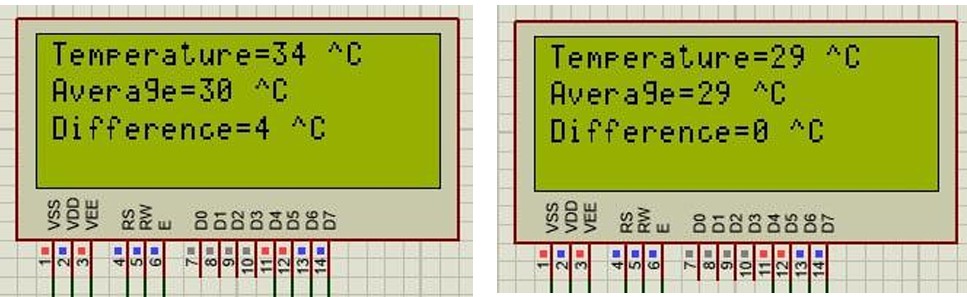 Temperature=34 ^C
Average=30 ^C
Difference=4 ^C
VSS VDD VEE RS RW E D0 D1 D2 D3 D4 D5 D6 D7
1 2 3 4 5 6 7 8 9 10 11 12 13 14
Temperature=29 ^C
Average=29 ^C
Difference=0 ^C
VSS VDD VEE RS RW E D0 D1 D2 D3 D4 D5 D6 D7
1 2 3 4 5 6 7 8 9 10 11 12 13 14